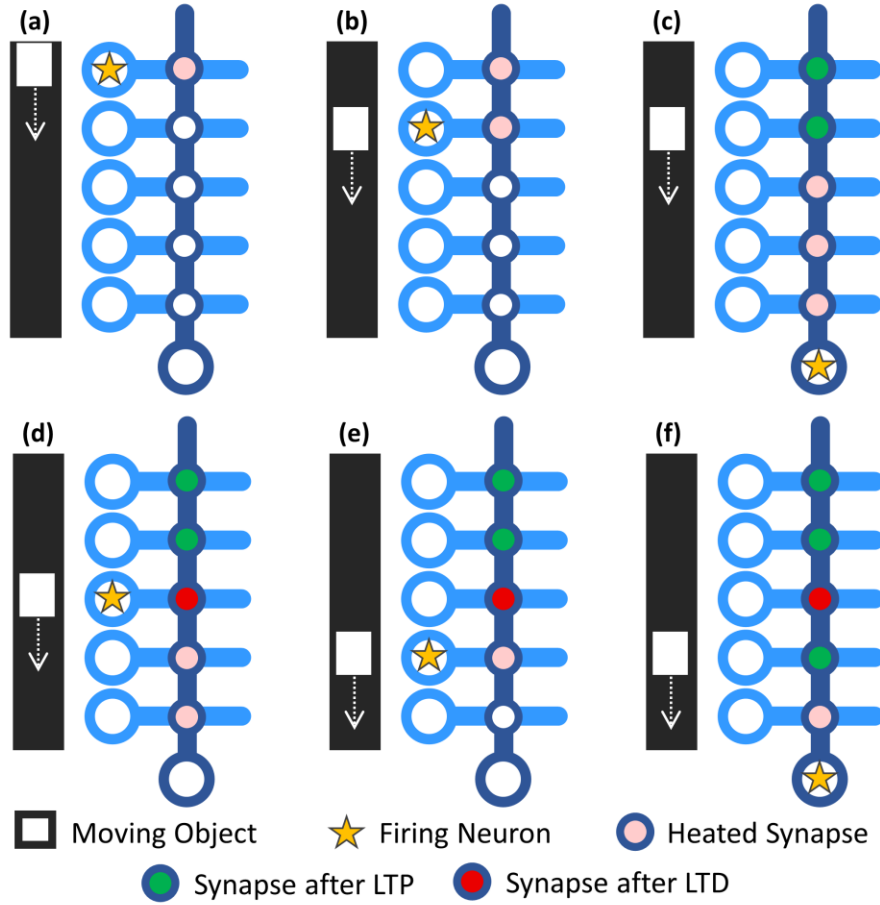 (a) (b) (c)
(d) (e) (f)
Moving Object Firing Neuron Heated Synapse
Synapse after LTP Synapse after LTD